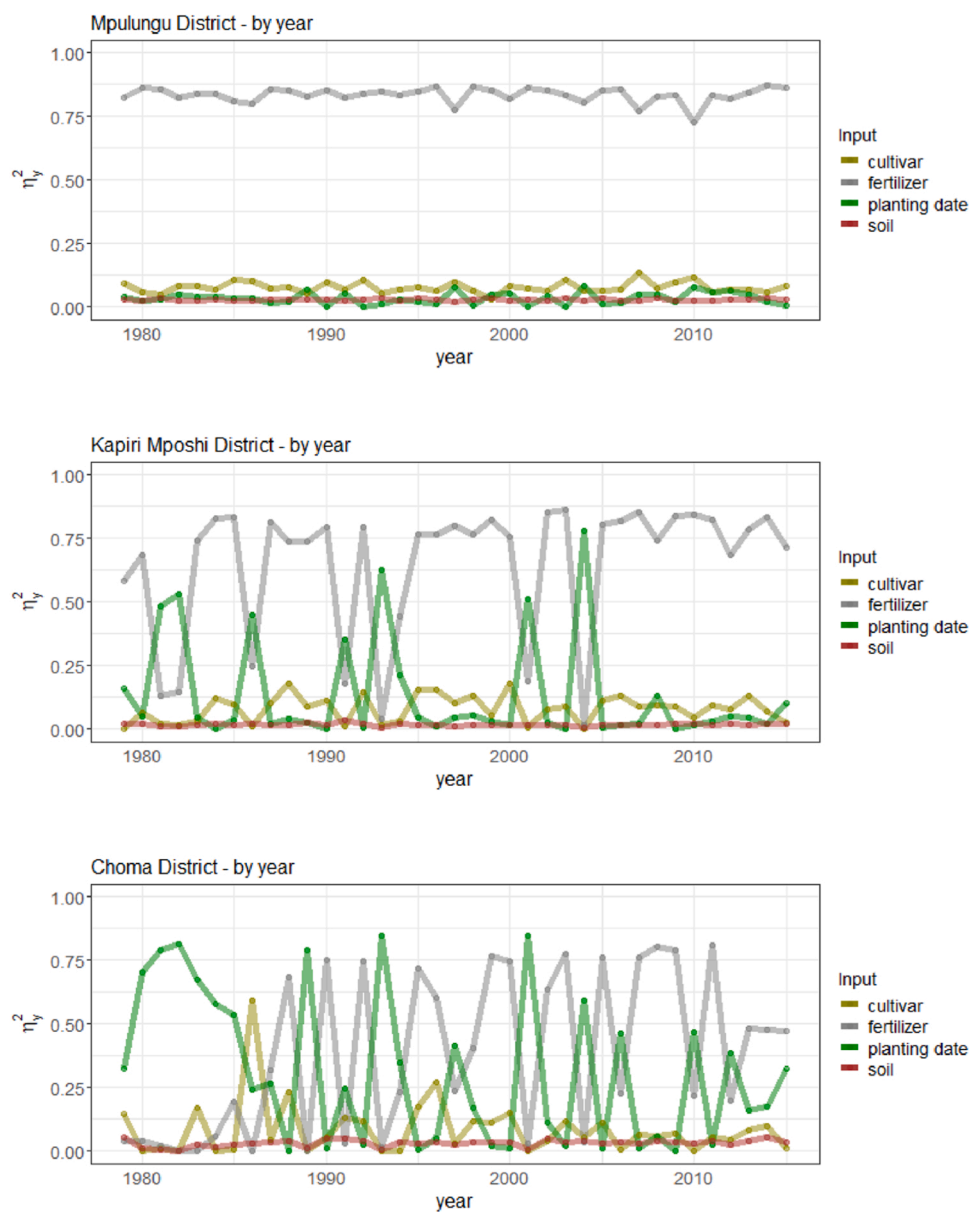 Mpulungu District - by year
1.00
0.75
0.50
0.25
0.00
η²y
1980 1990 2000 2010
year
Input
cultivar
fertilizer
planting date
soil
Kapiri Mposhi District - by year
1.00
0.75
0.50
0.25
0.00
η²y
1980 1990 2000 2010
year
Input
cultivar
fertilizer
planting date
soil
Choma District - by year
1.00
0.75
0.50
0.25
0.00
η²y
1980 1990 2000 2010
year
Input
cultivar
fertilizer
planting date
soil